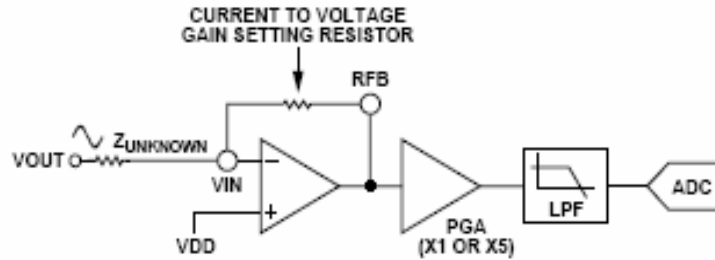 CURRENT TO VOLTAGE
GAIN SETTING RESISTOR
RFB
ZUNKNOWN
VOUT
VIN
−
+
VDD
PGA
(X1 OR X5)
LPF
ADC